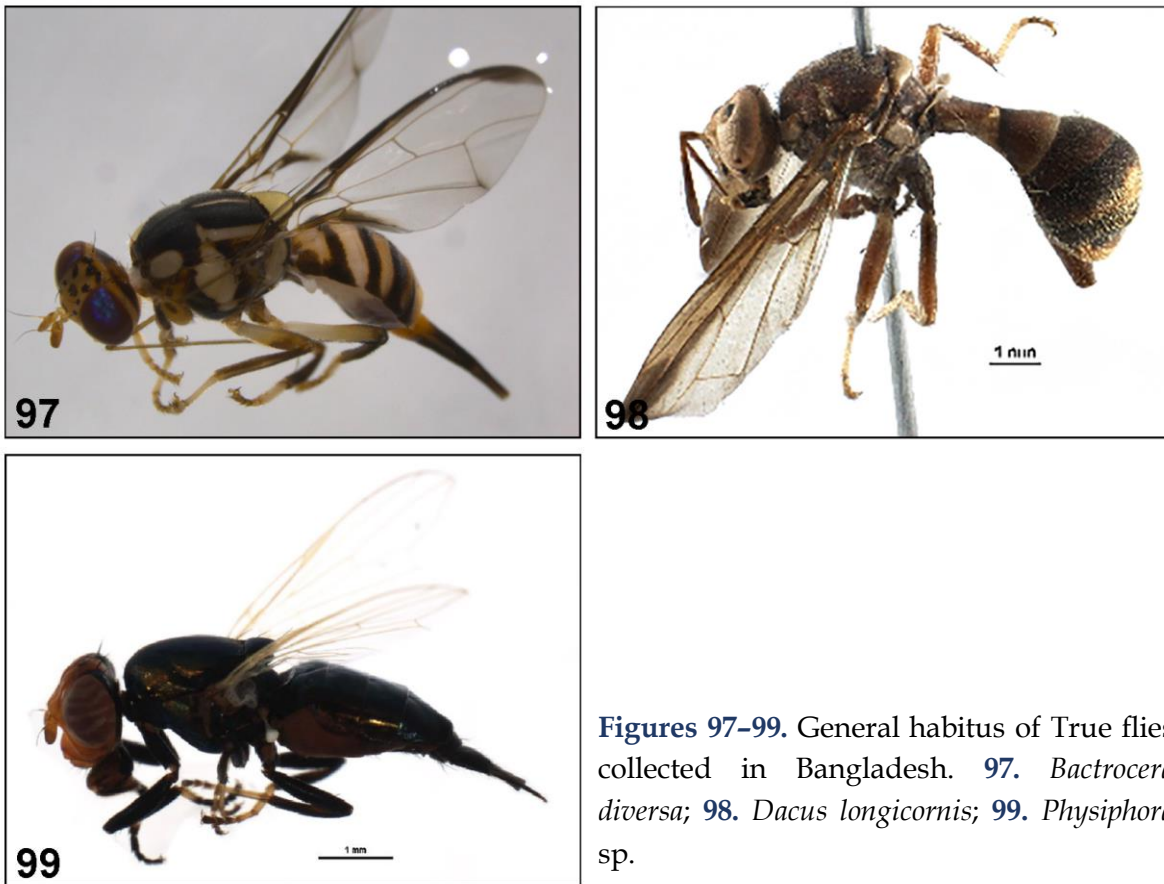 97
98
1 mm
99
1 mm
Figures 97–99. General habitus of True flies
collected in Bangladesh. 97. Bactrocera
diversa; 98. Dacus longicornis; 99. Physiphora
sp.